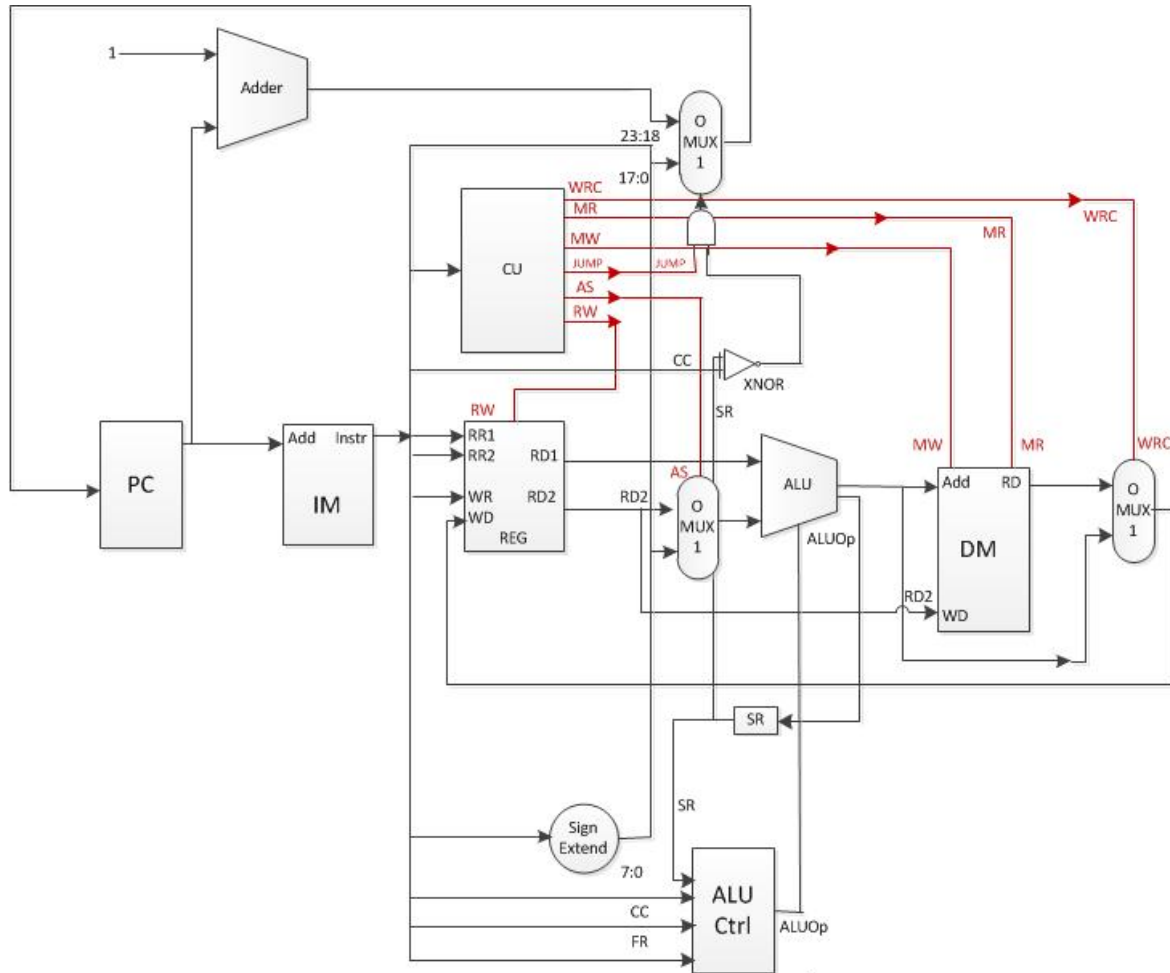 1
Adder
O
MUX
1
23:18
17:0
WRC
WRC
MR
MR
MW
CU
JUMP
JUMP
AS
RW
CC
XNOR
SR
RW
PC
Add Instr
IM
RR1
RR2
RD1
WR
RD2
WD
REG
RD2
AS
O
MUX
1
ALU
ALUOp
MW
MR
Add RD
DM
RD2
WD
WRC
O
MUX
1
SR
SR
Sign
Extend
7:0
ALU
Ctrl
CC
FR
ALUOp